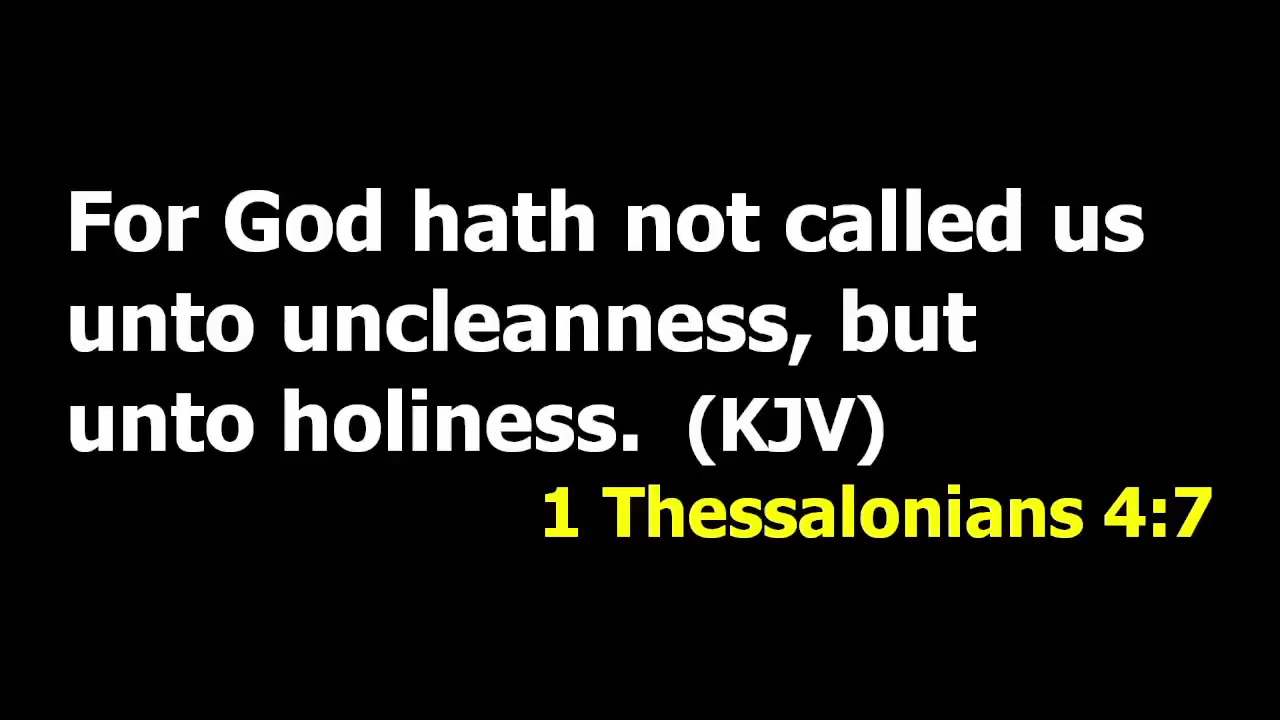 For God hath not called us
unto uncleanness, but
unto holiness. (KJV)
1 Thessalonians 4:7